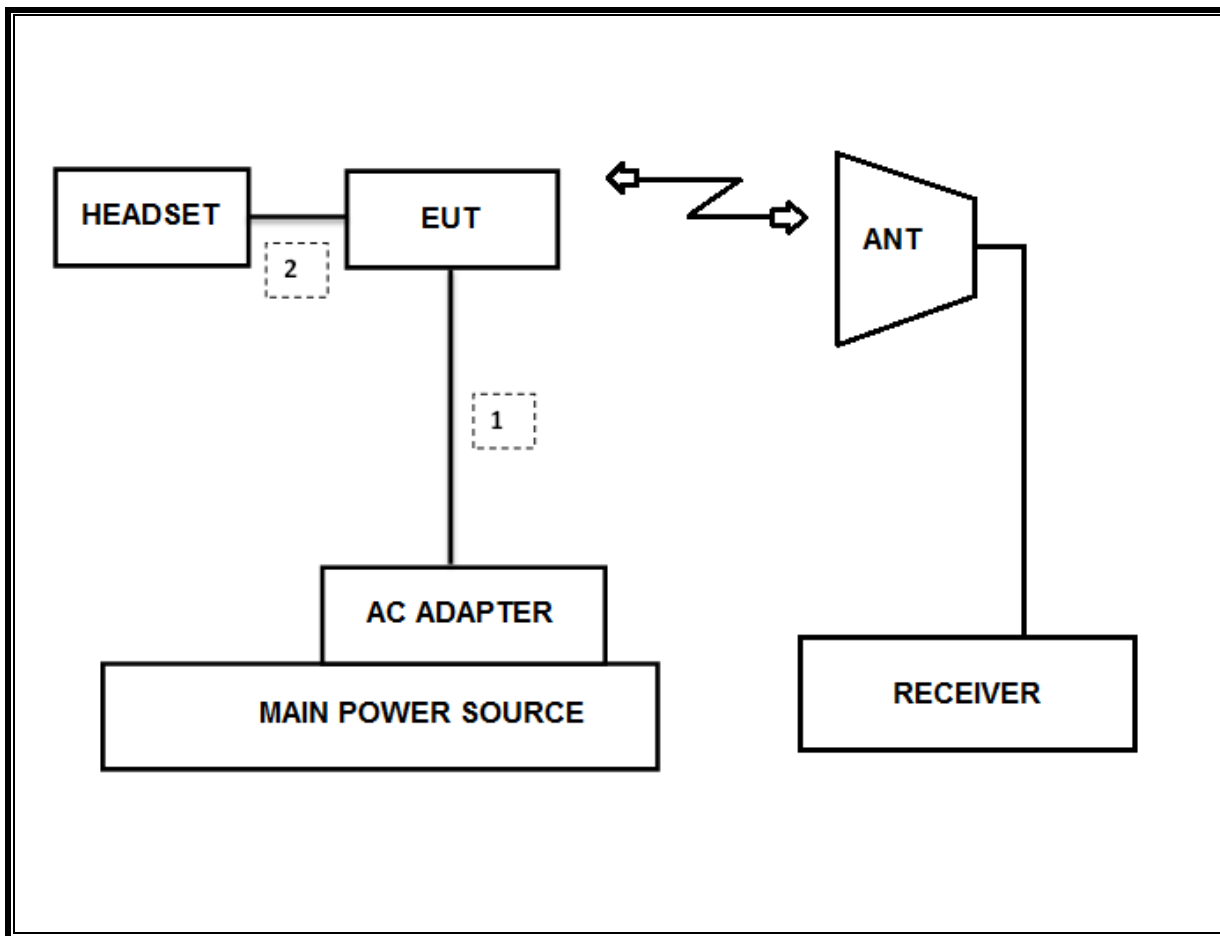 HEADSET
EUT
ANT
2
1
AC ADAPTER
MAIN POWER SOURCE
RECEIVER